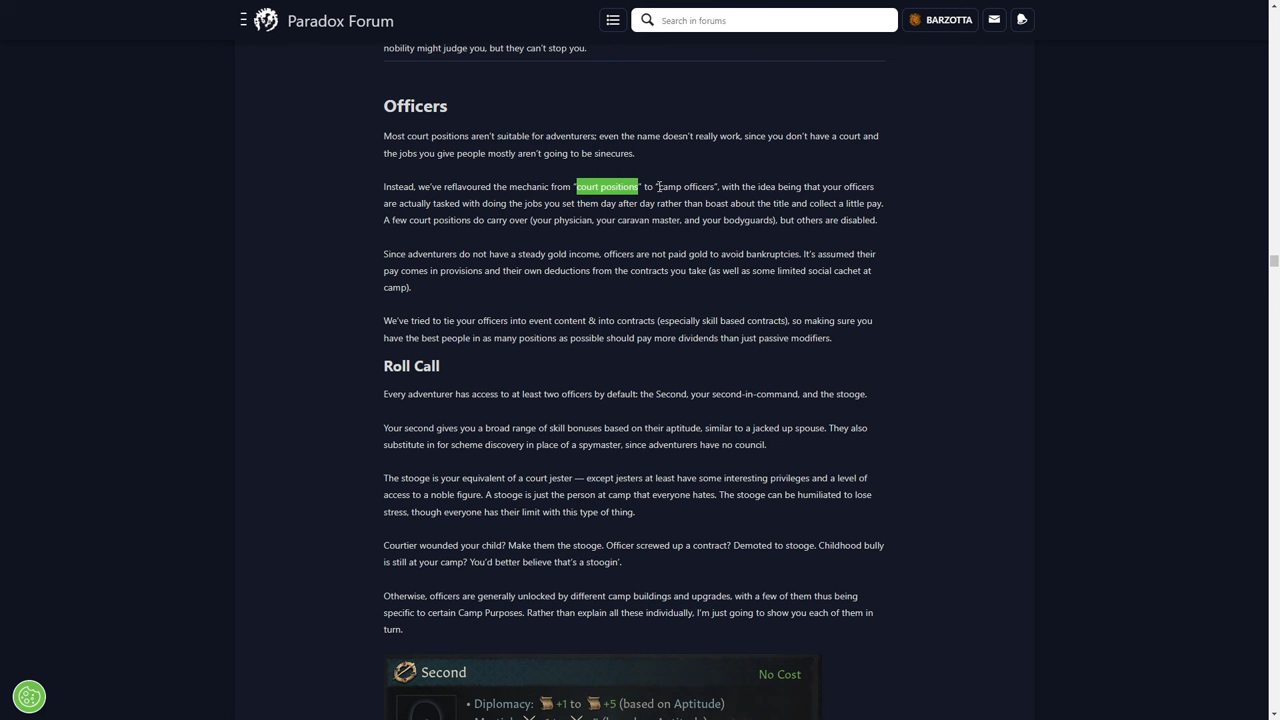 Paradox Forum
Search in forums
BARZOTTA
nobility might judge you, but they can't stop you.
Officers
Most court positions aren't suitable for adventurers; even the name doesn't really work, since you don't have a court and
the jobs you give people mostly aren't going to be sinecures.
Instead, we've reflavoured the mechanic from "court positions" to "camp officers", with the idea being that your officers
are actually tasked with doing the jobs you set them day after day rather than boast about the title and collect a little pay.
A few court positions do carry over (your physician, your caravan master, and your bodyguards), but others are disabled.
Since adventurers do not have a steady gold income, officers are not paid gold to avoid bankruptcies. It's assumed their
pay comes in provisions and their own deductions from the contracts you take (as well as some limited social cachet at
camp).
We've tried to tie your officers into event content & into contracts (especially skill based contracts), so making sure you
have the best people in as many positions as possible should pay more dividends than just passive modifiers.
Roll Call
Every adventurer has access to at least two officers by default: the Second, your second-in-command, and the stooge.
Your second gives you a broad range of skill bonuses based on their aptitude, similar to a jacked up spouse. They also
substitute in for scheme discovery in place of a spymaster, since adventurers have no council.
The stooge is your equivalent of a court jester — except jesters at least have some interesting privileges and a level of
access to a noble figure. A stooge is just the person at camp that everyone hates. The stooge can be humiliated to lose
stress, though everyone has their limit with this type of thing.
Courtier wounded your child? Make them the stooge. Officer screwed up a contract? Demoted to stooge. Childhood bully
is still at your camp? You'd better believe that's a stoogin'.
Otherwise, officers are generally unlocked by different camp buildings and upgrades, with a few of them thus being
specific to certain Camp Purposes. Rather than explain all these individually, I'm just going to show you each of them in
turn.
Second
No Cost
• Diplomacy: +1 to +5 (based on Aptitude)